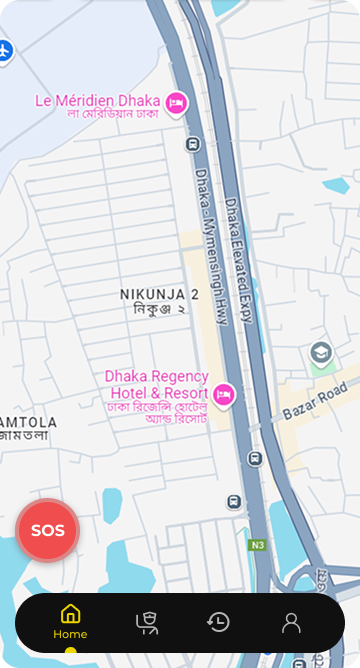 Le Méridien Dhaka
লা মেরিডিয়ান ঢাকা
Dhaka - Mymensingh Hwy
Dhaka Elevated Expy
NIKUNJA 2
নিকুঞ্জ ২
Dhaka Regency
Hotel & Resort
ঢাকা রিজেন্সি হোটেল
অ্যান্ড রিসোর্ট
Bazar Road
AMTOLA
জামতলা
SOS
N3
Home